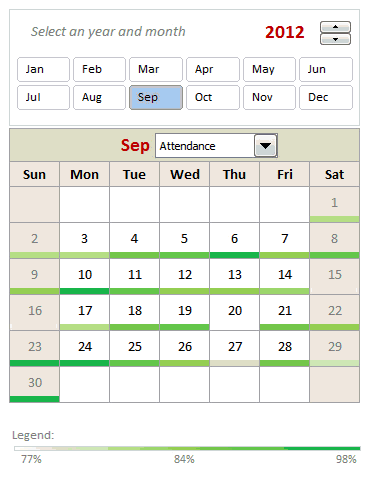 Select an year and month 2012
Jan Feb Mar Apr May Jun
Jul Aug Sep Oct Nov Dec
Sep Attendance
Sun Mon Tue Wed Thu Fri Sat
1
2 3 4 5 6 7 8
9 10 11 12 13 14 15
16 17 18 19 20 21 22
23 24 25 26 27 28 29
30
Legend:
77% 84% 98%